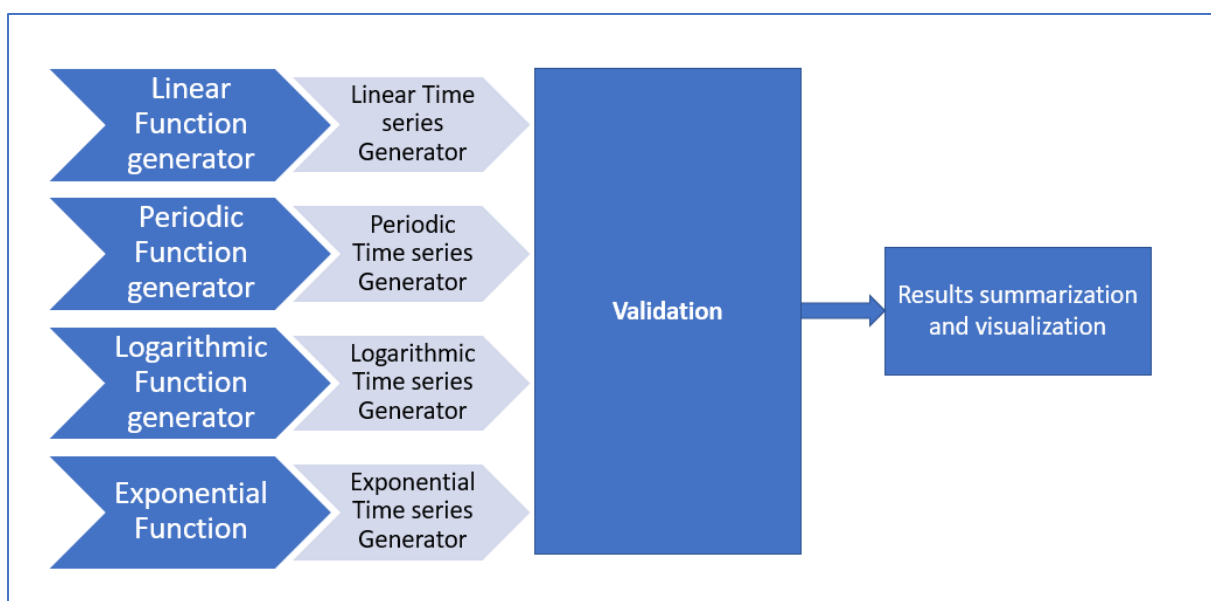 Linear
Function
generator
Linear Time
series
Generator
Periodic
Function
generator
Periodic
Time series
Generator
Logarithmic
Function
generator
Logarithmic
Time series
Generator
Exponential
Function
Exponential
Time series
Generator
Validation
Results summarization
and visualization